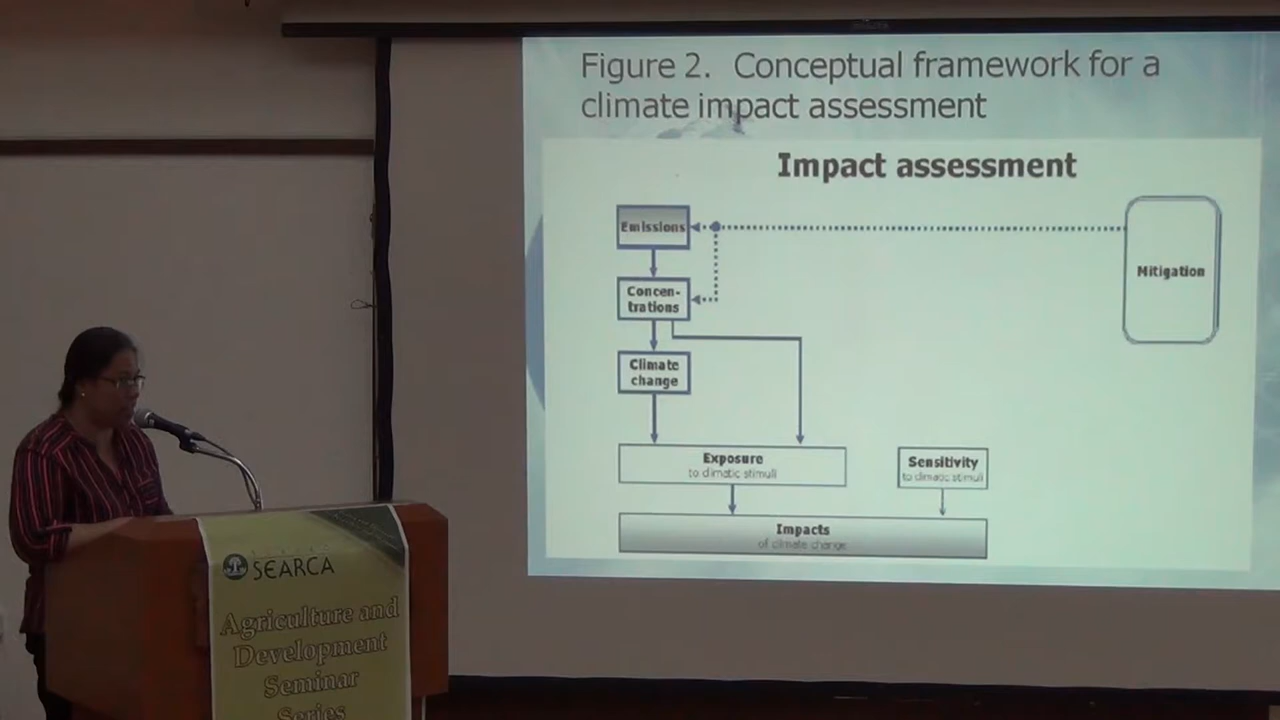 Figure 2. Conceptual framework for a
climate impact assessment
Impact assessment
Emissions
Mitigation
Concen-
trations
Climate
change
Exposure
to climatic stimuli
Sensitivity
to climatic stimuli
Impacts
of climate change
SEARCA
Agriculture and
Development
Seminar
Series